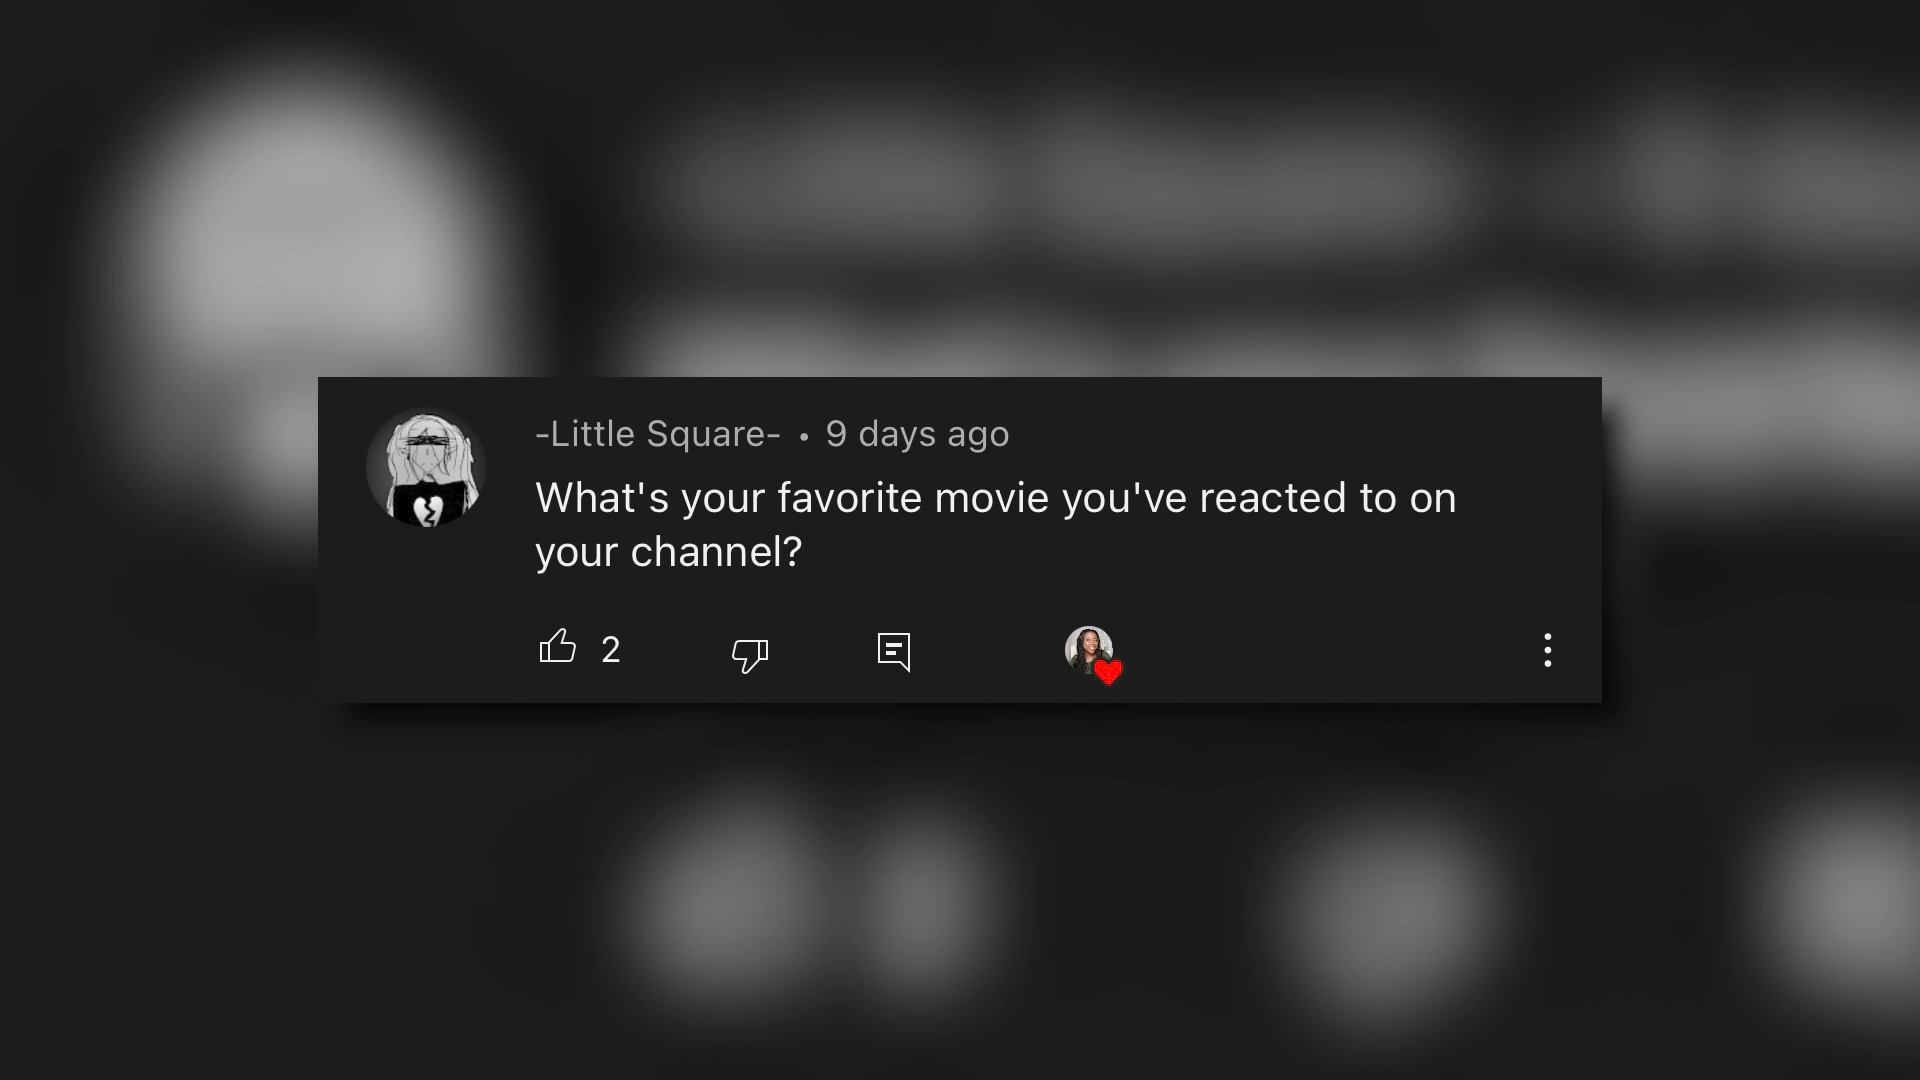 -Little Square- • 9 days ago
What's your favorite movie you've reacted to on
your channel?
2